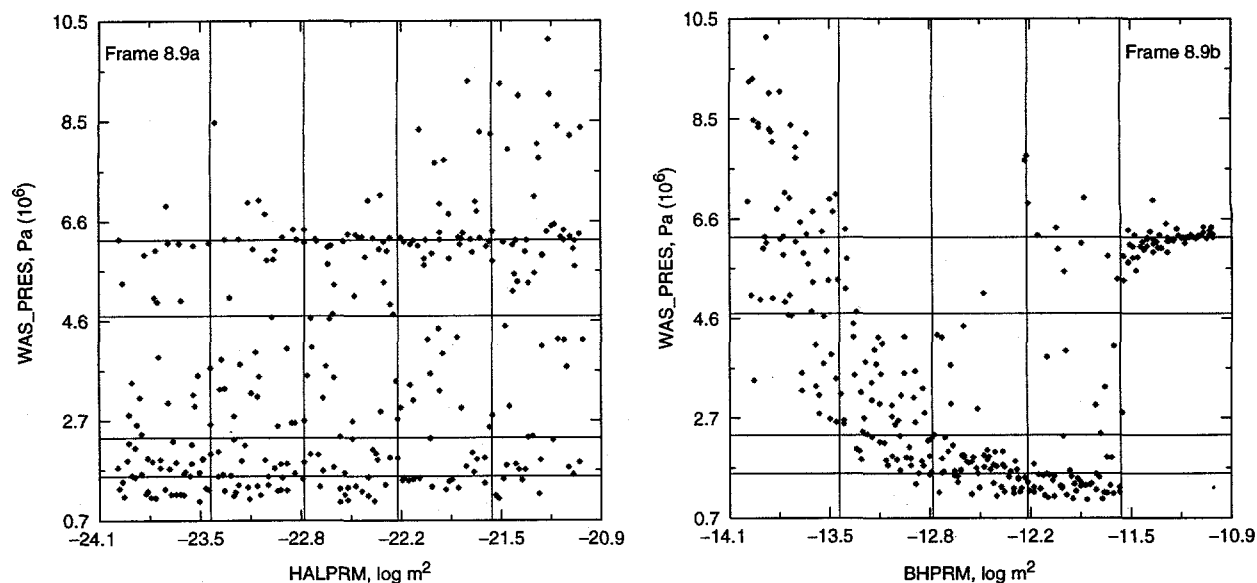 Frame 8.9a
WAS_PRES, Pa (10⁶)
10.5
8.5
6.6
4.6
2.7
0.7
−24.1 −23.5 −22.8 −22.2 −21.5 −20.9
HALPRM, log m²
Frame 8.9b
WAS_PRES, Pa (10⁶)
10.5
8.5
6.6
4.6
2.7
0.7
−14.1 −13.5 −12.8 −12.2 −11.5 −10.9
BHPRM, log m²